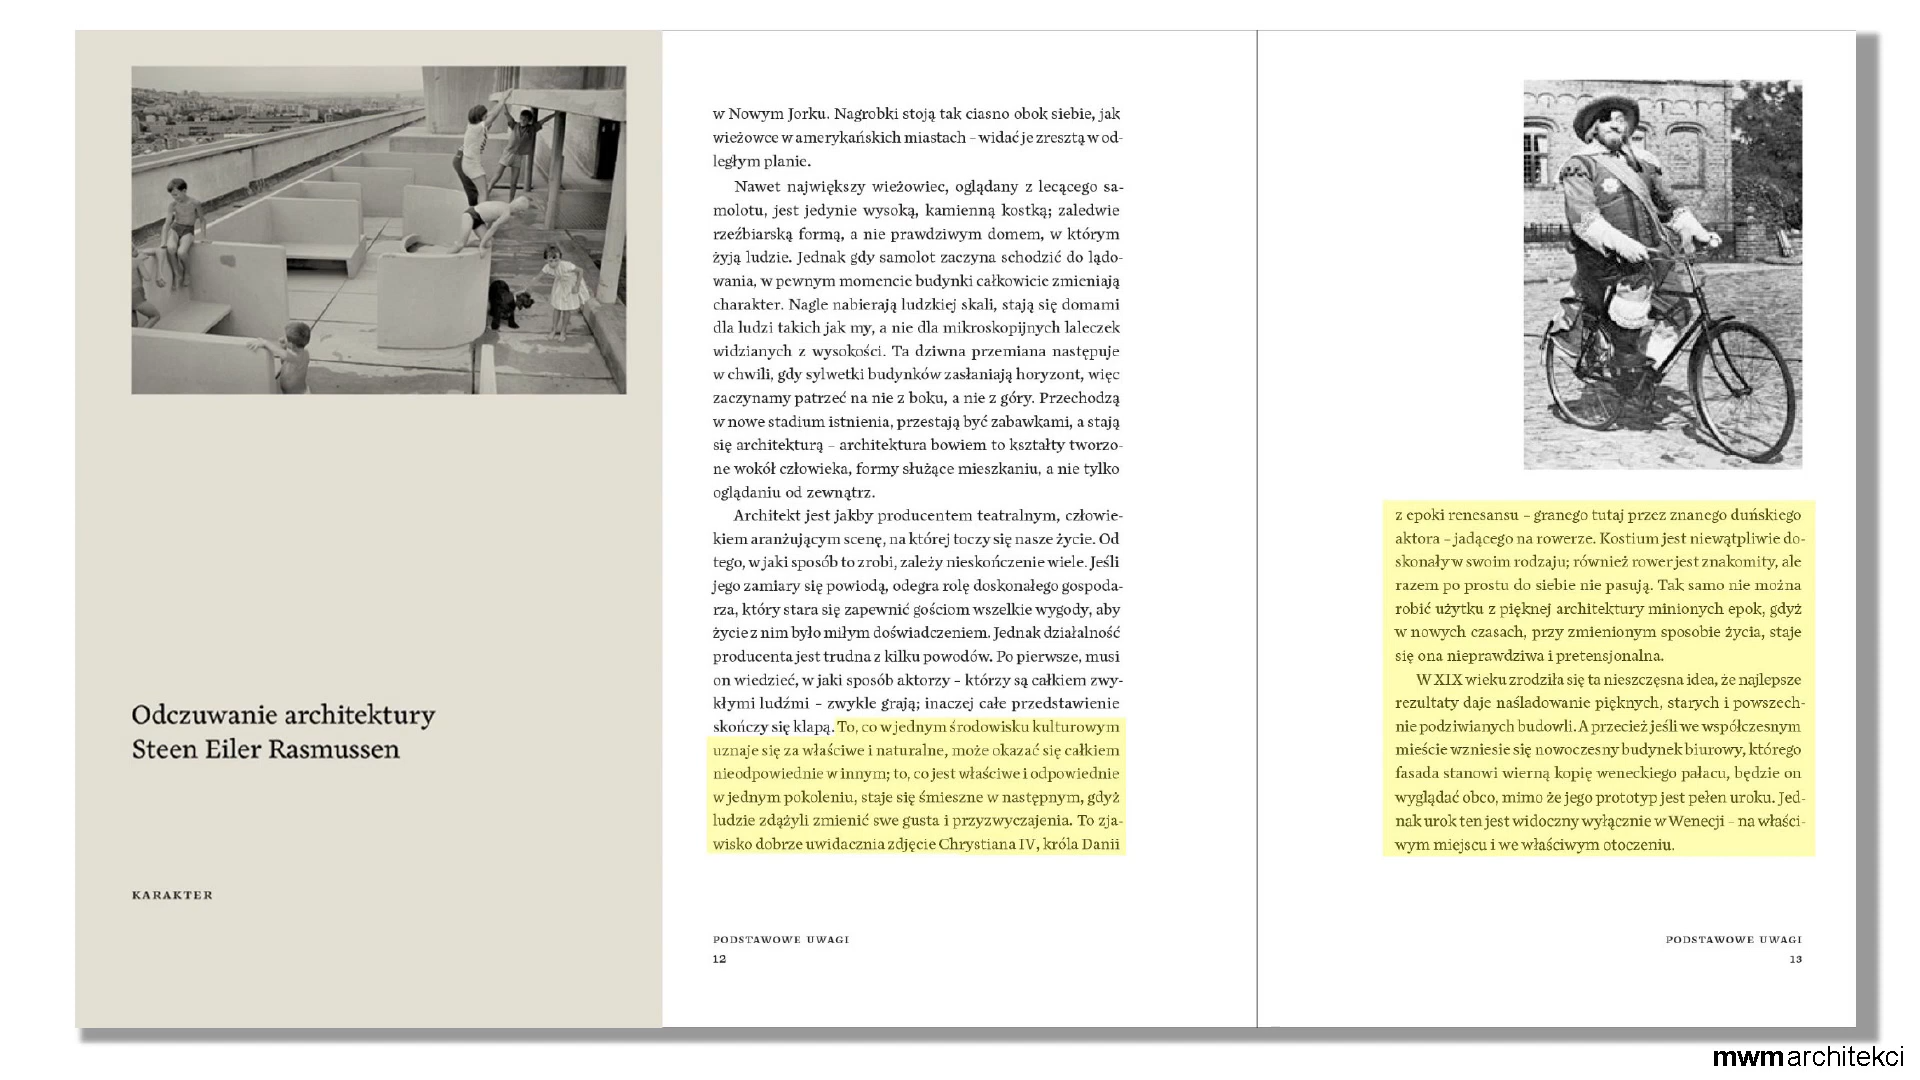 Odczuwanie architektury
Steen Eiler Rasmussen
KARAKTER
w Nowym Jorku. Nagrobki stoją tak ciasno obok siebie, jak
wieżowce w amerykańskich miastach – widać je zresztą w od-
ległym planie.
Nawet największy wieżowiec, oglądany z lecącego sa-
molotu, jest jedynie wysoką, kamienną kostką; zaledwie
rzeźbiarską formą, a nie prawdziwym domem, w którym
żyją ludzie. Jednak gdy samolot zaczyna schodzić do lądo-
wania, w pewnym momencie budynki całkowicie zmieniają
charakter. Nagle nabierają ludzkiej skali, stają się domami
dla ludzi takich jak my, a nie dla mikroskopijnych laleczek
widzianych z wysokości. Ta dziwna przemiana następuje
w chwili, gdy sylwetki budynków zasłaniają horyzont, więc
zaczynamy patrzeć na nie z boku, a nie z góry. Przechodzą
w nowe stadium istnienia, przestają być zabawkami, a stają
się architekturą – architektura bowiem to kształty tworzo-
ne wokół człowieka, formy służące mieszkaniu, a nie tylko
oglądaniu od zewnątrz.
Architekt jest jakby producentem teatralnym, człowie-
kiem aranżującym scenę, na której toczy się nasze życie. Od
tego, w jaki sposób to zrobi, zależy nieskończenie wiele. Jeśli
jego zamiary się powiodą, odegra rolę doskonałego gospoda-
rza, który stara się zapewnić gościom wszelkie wygody, aby
życie z nim było miłym doświadczeniem. Jednak działalność
producenta jest trudna z kilku powodów. Po pierwsze, musi
on wiedzieć, w jaki sposób aktorzy – którzy są całkiem zwy-
kłymi ludźmi – zwykle grają; inaczej całe przedstawienie
skończy się klapą. To, co w jednym środowisku kulturowym
uznaje się za właściwe i naturalne, może okazać się całkiem
nieodpowiednie w innym; to, co jest właściwe i odpowiednie
w jednym pokoleniu, staje się śmieszne w następnym, gdyż
ludzie zdążyli zmienić swe gusta i przyzwyczajenia. To zja-
wisko dobrze uwidacznia zdjęcie Chrystiana IV, króla Danii
PODSTAWOWE UWAGI
12
z epoki renesansu – granego tutaj przez znanego duńskiego
aktora – jadącego na rowerze. Kostium jest niewątpliwie do-
skonały w swoim rodzaju; również rower jest znakomity, ale
razem po prostu do siebie nie pasują. Tak samo nie można
robić użytku z pięknej architektury minionych epok, gdyż
w nowych czasach, przy zmienionym sposobie życia, staje
się ona nieprawdziwa i pretensjonalna.
W XIX wieku zrodziła się ta nieszczęsna idea, że najlepsze
rezultaty daje naśladowanie pięknych, starych i powszech-
nie podziwianych budowli. A przecież jeśli we współczesnym
mieście wzniesie się nowoczesny budynek biurowy, którego
fasada stanowi wierną kopię weneckiego pałacu, będzie on
wyglądać obco, mimo że jego prototyp jest pełen uroku. Jed-
nak urok ten jest widoczny wyłącznie w Wenecji – na właści-
wym miejscu i we właściwym otoczeniu.
PODSTAWOWE UWAGI
13
mwmarchitekci